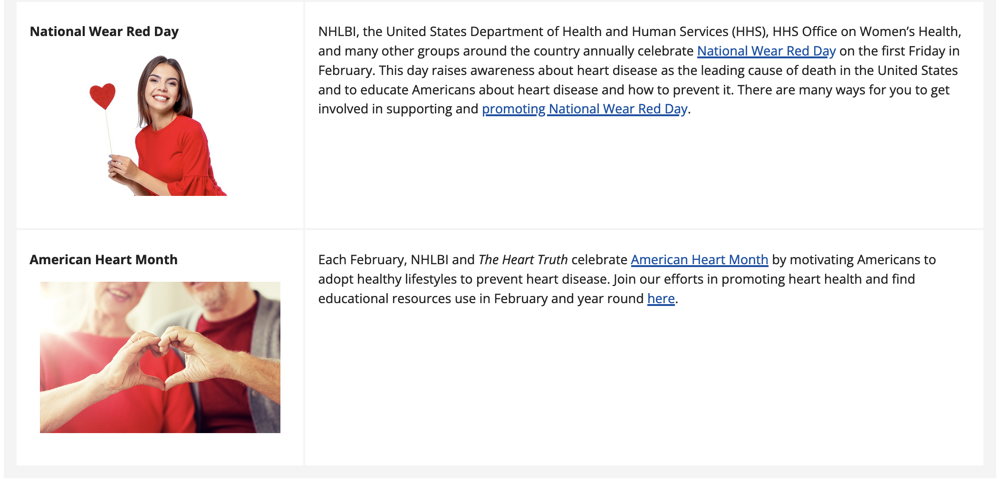 National Wear Red Day
NHLBI, the United States Department of Health and Human Services (HHS), HHS Office on Women’s Health,
and many other groups around the country annually celebrate National Wear Red Day on the first Friday in
February. This day raises awareness about heart disease as the leading cause of death in the United States
and to educate Americans about heart disease and how to prevent it. There are many ways for you to get
involved in supporting and promoting National Wear Red Day.
American Heart Month
Each February, NHLBI and The Heart Truth celebrate American Heart Month by motivating Americans to
adopt healthy lifestyles to prevent heart disease. Join our efforts in promoting heart health and find
educational resources use in February and year round here.